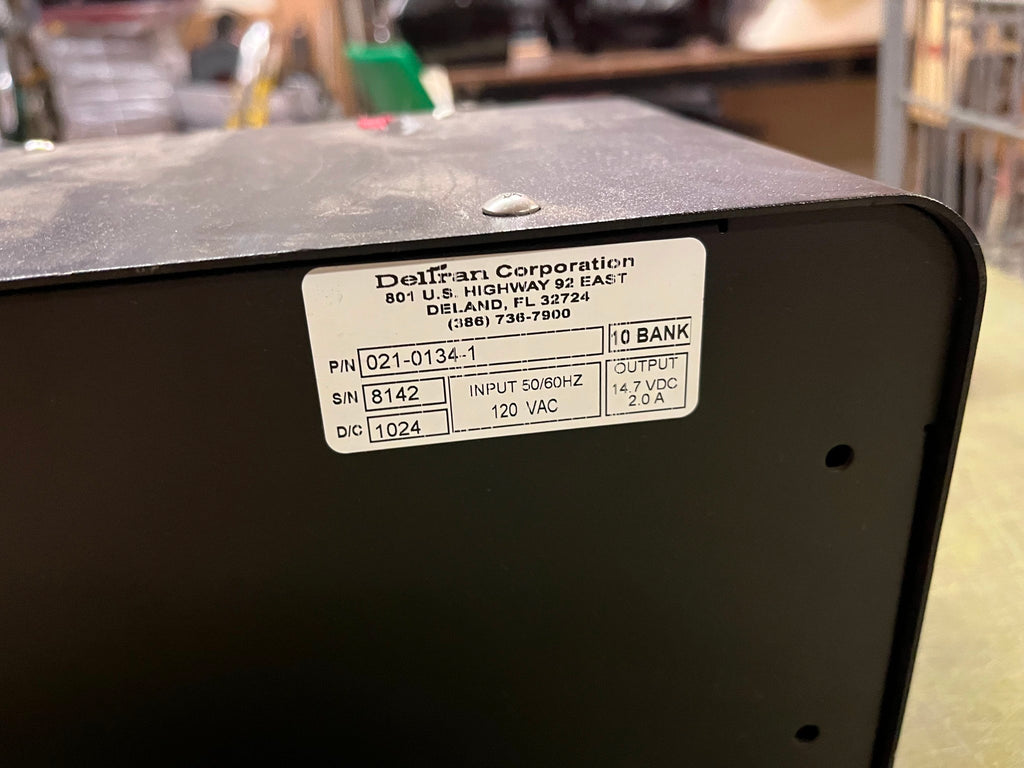 Deltran Corporation
801 U.S. HIGHWAY 92 EAST
DELAND, FL 32724
(386) 736-7900
10 BANK
P/N 021-0134-1
S/N 8142
INPUT 50/60HZ
120 VAC
OUTPUT
14.7 VDC
2.0 A
D/C 1024